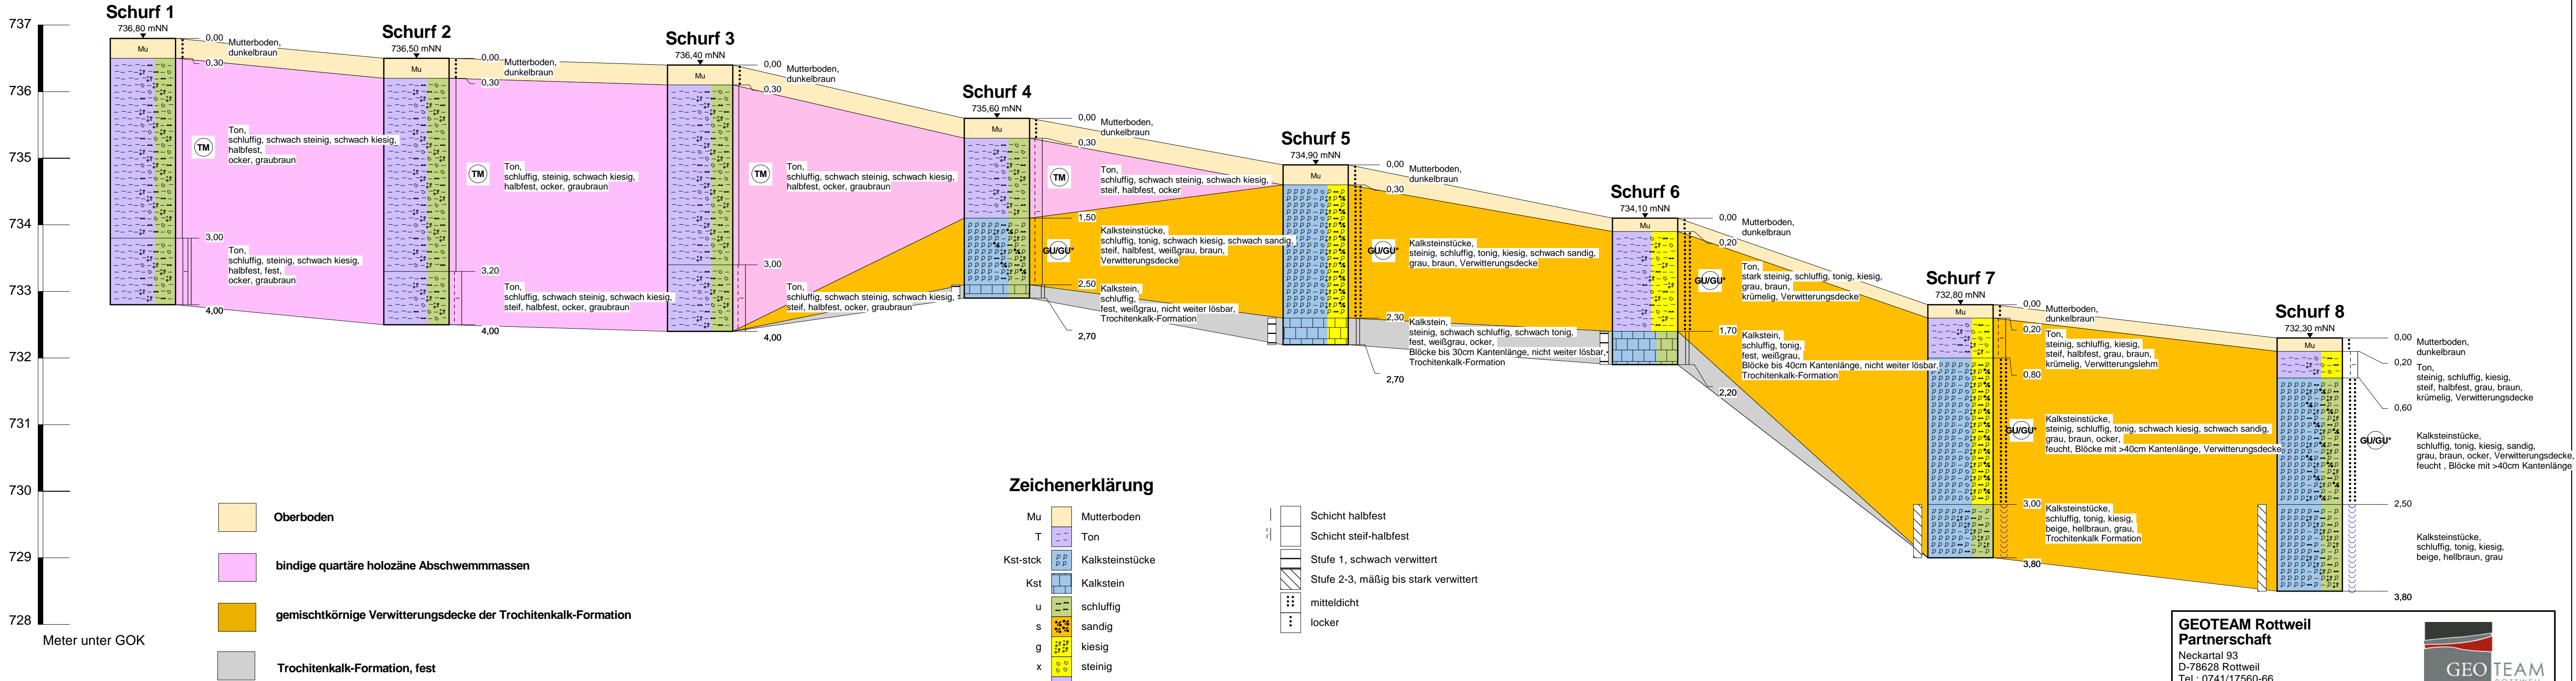 737
736
735
734
733
732
731
730
729
728
Meter unter GOK
Schurf 1
736,80 mNN
Mu
0,00
Mutterboden,
dunkelbraun
0,30
TM
Ton,
schluffig, schwach steinig, schwach kiesig,
halbfest,
ocker, graubraun
3,00
Ton,
schluffig, steinig, schwach kiesig,
halbfest, fest,
ocker, graubraun
4,00
Schurf 2
736,50 mNN
Mu
0,00
Mutterboden,
dunkelbraun
0,30
TM
Ton,
schluffig, steinig, schwach kiesig,
halbfest, ocker, graubraun
3,20
Ton,
schluffig, schwach steinig, schwach kiesig,
steif, halbfest, ocker, graubraun
4,00
Schurf 3
736,40 mNN
Mu
0,00
Mutterboden,
dunkelbraun
0,30
TM
Ton,
schluffig, schwach steinig, schwach kiesig,
halbfest, ocker, graubraun
3,00
Ton,
schluffig, schwach steinig, schwach kiesig,
steif, halbfest, ocker, graubraun
4,00
Schurf 4
735,60 mNN
Mu
0,00
Mutterboden,
dunkelbraun
0,30
TM
Ton,
schluffig, schwach steinig, schwach kiesig,
steif, halbfest, ocker
1,50
GU/GU*
Kalksteinstücke,
schluffig, tonig, schwach kiesig, schwach sandig,
steif, halbfest, weißgrau, braun,
Verwitterungsdecke
2,50
Kalkstein,
schluffig,
fest, weißgrau, nicht weiter lösbar,
Trochitenkalk-Formation
2,70
Schurf 5
734,90 mNN
Mu
0,00
Mutterboden,
dunkelbraun
0,30
GU/GU*
Kalksteinstücke,
steinig, schluffig, tonig, kiesig, schwach sandig,
grau, braun, Verwitterungsdecke
2,30
Kalkstein,
steinig, schwach schluffig, schwach tonig,
fest, weißgrau, ocker,
Blöcke bis 30cm Kantenlänge, nicht weiter lösbar,
Trochitenkalk-Formation
2,70
Schurf 6
734,10 mNN
Mu
0,00
Mutterboden,
dunkelbraun
0,20
GU/GU*
Ton,
stark steinig, schluffig, tonig, kiesig,
grau, braun,
krümelig, Verwitterungsdecke
1,70
Kalkstein,
schluffig, tonig,
fest, weißgrau,
Blöcke bis 40cm Kantenlänge, nicht weiter lösbar,
Trochitenkalk-Formation
2,20
Schurf 7
732,80 mNN
Mu
0,00
Mutterboden,
dunkelbraun
0,20
Ton,
steinig, schluffig, kiesig,
steif, halbfest, grau, braun,
krümelig, Verwitterungslehm
0,80
GU/GU*
Kalksteinstücke,
steinig, schluffig, tonig, schwach kiesig, schwach sandig,
grau, braun, ocker,
feucht, Blöcke mit >40cm Kantenlänge, Verwitterungsdecke
3,00
Kalksteinstücke,
schluffig, tonig, kiesig,
beige, hellbraun, grau,
Trochitenkalk Formation
3,80
Schurf 8
732,30 mNN
Mu
0,00
Mutterboden,
dunkelbraun
0,20
Ton,
steinig, schluffig, kiesig,
steif, halbfest, grau, braun,
krümelig, Verwitterungsdecke
0,60
GU/GU*
Kalksteinstücke,
schluffig, tonig, kiesig, sandig,
grau, braun, ocker, Verwitterungsdecke,
feucht , Blöcke mit >40cm Kantenlänge
2,50
Kalksteinstücke,
schluffig, tonig, kiesig,
beige, hellbraun, grau
3,80
Oberboden
bindige quartäre holozäne Abschwemmmassen
gemischtkörnige Verwitterungsdecke der Trochitenkalk-Formation
Trochitenkalk-Formation, fest
Zeichenerklärung
Mu Mutterboden
T Ton
Kst-stck Kalksteinstücke
Kst Kalkstein
u schluffig
s sandig
g kiesig
x steinig
Schicht halbfest
Schicht steif-halbfest
Stufe 1, schwach verwittert
Stufe 2-3, mäßig bis stark verwittert
mitteldicht
locker
GEOTEAM Rottweil
Partnerschaft
Neckartal 93
D-78628 Rottweil
Tel.: 0741/17560-66
GEO TEAM